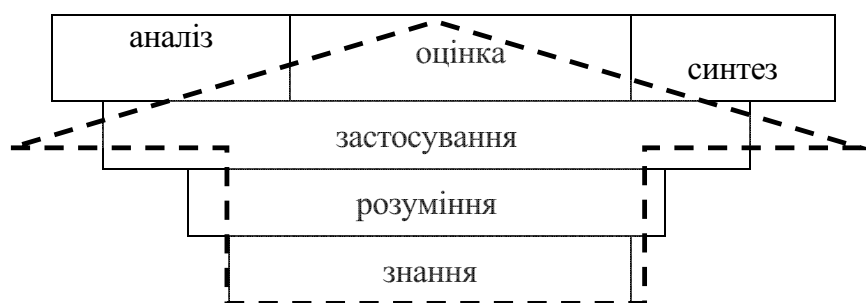 аналіз
оцінка
синтез
застосування
розуміння
знання